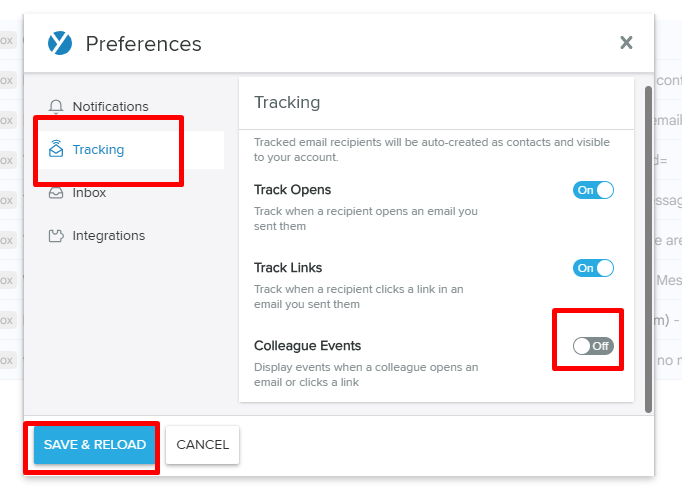 Preferences
Notifications
Tracking
Inbox
Integrations
Tracking
Tracked email recipients will be auto-created as contacts and visible
to your account.
Track Opens
On
Track when a recipient opens an email you
sent them
Track Links
On
Track when a recipient clicks a link in an
email you sent them
Colleague Events
Off
Display events when a colleague opens an
email or clicks a link
SAVE & RELOAD
CANCEL